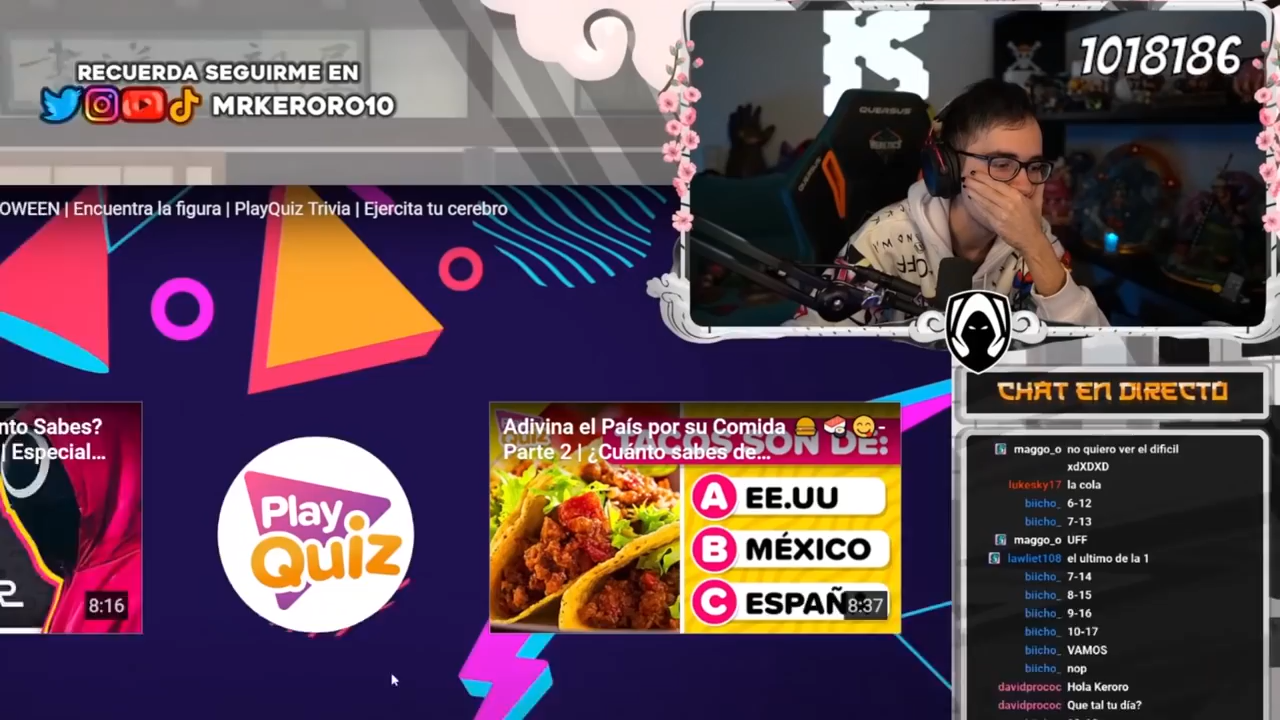 RECUERDA SEGUIRME EN
MRKERORO10
1018186
QUERSUS
OWEEN | Encuentra la figura | PlayQuiz Trivia | Ejercita tu cerebro
nto Sabes?
| Especial...
8:16
Play
Quiz
Adivina el País por su Comida 🍔 🍣 😋-
Parte 2 | ¿Cuánto sabes de...
TACOS SON DE:
A EE.UU
B MÉXICO
C ESPAÑ
8:37
CHAT EN DIRECTO
maggo_o no quiero ver el dificil
xdXDXD
lukesky17 la cola
biicho_ 6-12
biicho_ 7-13
maggo_o UFF
lawliet108 el ultimo de la 1
biicho_ 7-14
biicho_ 8-15
biicho_ 9-16
biicho_ 10-17
biicho_ VAMOS
biicho_ nop
davidprococ Hola Keroro
davidprococ Que tal tu día?